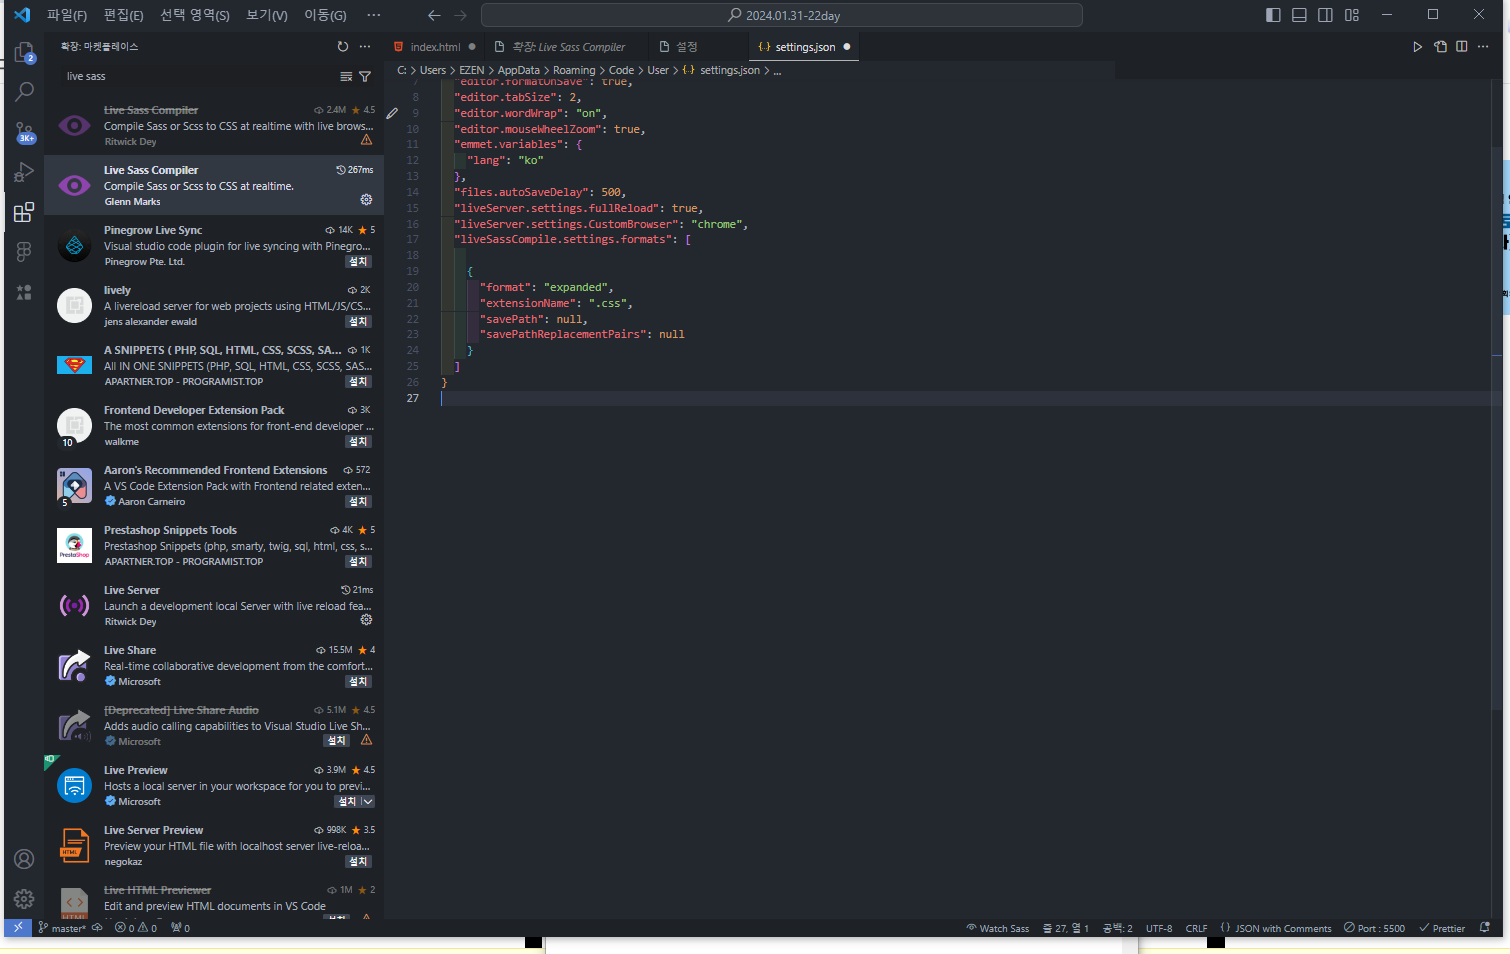 파일(F) 편집(E) 선택 영역(S) 보기(V) 이동(G) ···
2024.01.31-22day
확장: 마켓플레이스
live sass
2
3K+
Live Sass Compiler 2.4M 4.5
Compile Sass or Scss to CSS at realtime with live brows...
Ritwick Dey
Live Sass Compiler 267ms
Compile Sass or Scss to CSS at realtime.
Glenn Marks
Pinegrow Live Sync 14K 5
Visual studio code plugin for live syncing with Pinegro...
Pinegrow Pte. Ltd. 설치
lively 2K
A livereload server for web projects using HTML/JS/CS...
jens alexander ewald 설치
A SNIPPETS ( PHP, SQL, HTML, CSS, SCSS, SA... 1K
All IN ONE SNIPPETS (PHP, SQL, HTML, CSS, SCSS, SAS...
APARTNER.TOP - PROGRAMIST.TOP 설치
Frontend Developer Extension Pack 3K
The most common extensions for front-end developer ...
10 walkme 설치
Aaron's Recommended Frontend Extensions 572
A VS Code Extension Pack with Frontend related exten...
5 Aaron Carneiro 설치
Prestashop Snippets Tools 4K 5
Prestashop Snippets (php, smarty, twig, sql, html, css, s...
PrestaShop
APARTNER.TOP - PROGRAMIST.TOP 설치
Live Server 21ms
Launch a development local Server with live reload fea...
Ritwick Dey
Live Share 15.5M 4
Real-time collaborative development from the comfort...
Microsoft 설치
[Deprecated] Live Share Audio 5.1M 4.5
Adds audio calling capabilities to Visual Studio Live Sh...
Microsoft 설치
Live Preview 3.9M 4.5
Hosts a local server in your workspace for you to previ...
Microsoft 설치
Live Server Preview 998K 3.5
Preview your HTML file with localhost server live-reloa...
HTML
negokaz 설치
Live HTML Previewer 1M 2
Edit and preview HTML documents in VS Code
HTML
index.html 확장: Live Sass Compiler 설정 {..} settings.json
C: > Users > EZEN > AppData > Roaming > Code > User > {..} settings.json > ...
7 "editor.formatOnSave": true,
8 "editor.tabSize": 2,
9 "editor.wordWrap": "on",
10 "editor.mouseWheelZoom": true,
11 "emmet.variables": {
12 "lang": "ko"
13 },
14 "files.autoSaveDelay": 500,
15 "liveServer.settings.fullReload": true,
16 "liveServer.settings.CustomBrowser": "chrome",
17 "liveSassCompile.settings.formats": [
18
19 {
20 "format": "expanded",
21 "extensionName": ".css",
22 "savePath": null,
23 "savePathReplacementPairs": null
24 }
25 ]
26 }
27
master* 0 0 0
Watch Sass 줄 27, 열 1 공백: 2 UTF-8 CRLF {} JSON with Comments Port : 5500 Prettier